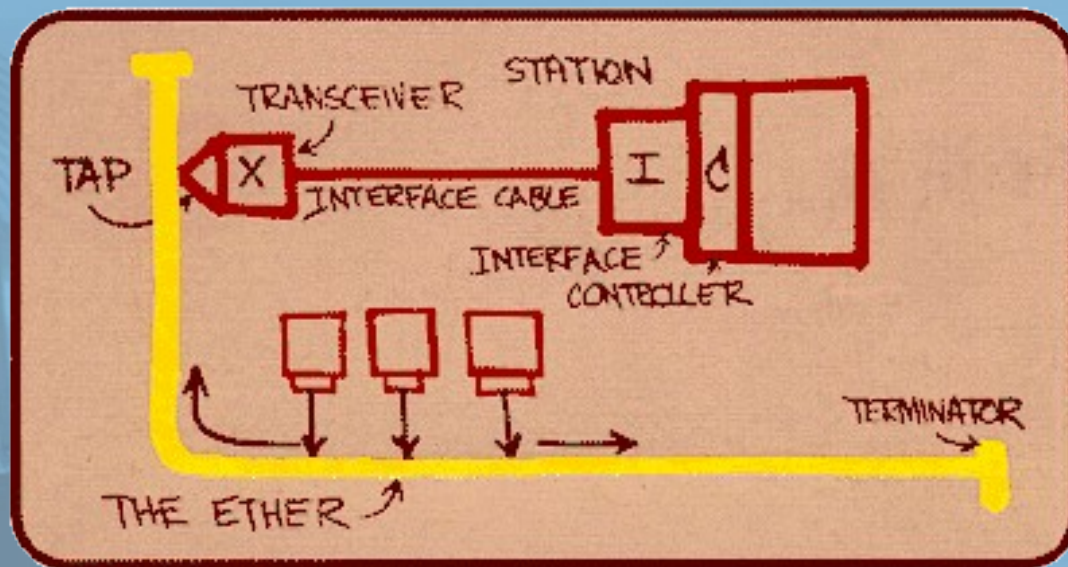 STATION
TRANSCEIVER
TAP
X
I
C
INTERFACE CABLE
INTERFACE
CONTROLLER
TERMINATOR
THE ETHER